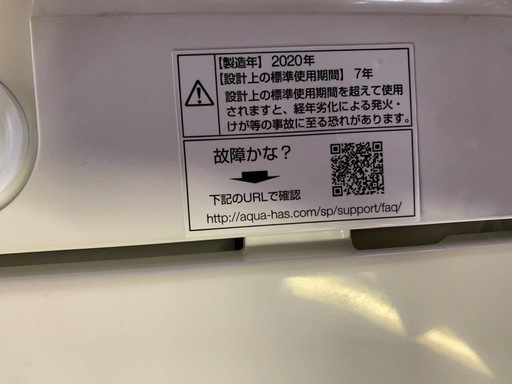 【製造年】2020年
【設計上の標準使用期間】7年
設計上の標準使用期間を超えて使用
されますと、経年劣化による発火・
けが等の事故に至る恐れがあります。
故障かな？
下記のURLで確認
http://aqua-has.com/sp/support/faq/